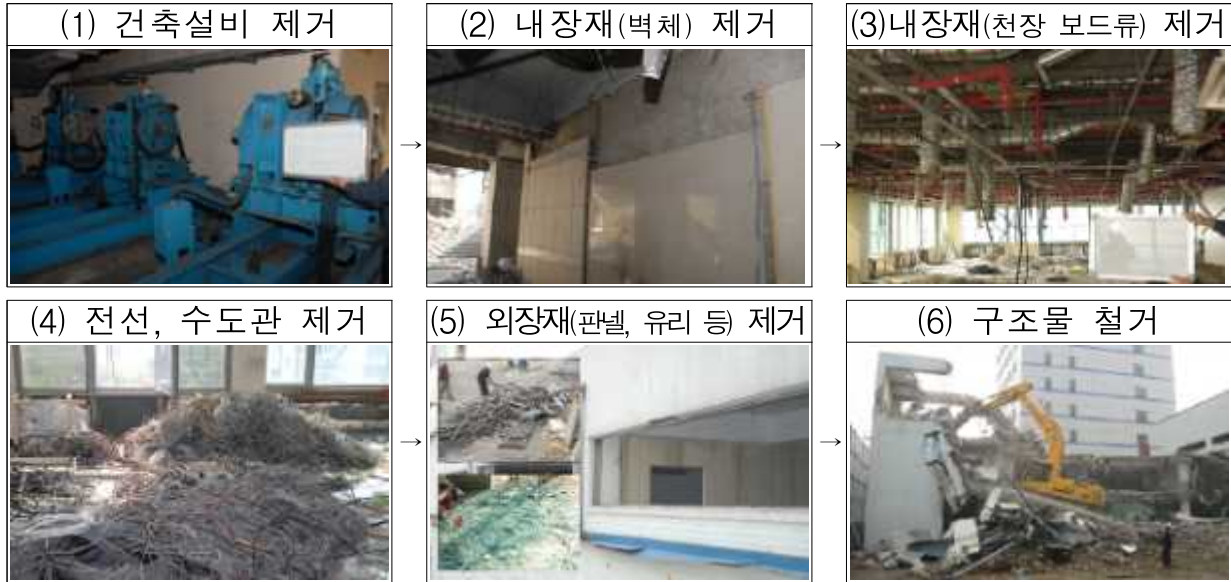 (1) 건축설비 제거
(2) 내장재(벽체) 제거
(3)내장재(천장 보드류) 제거
→
→
(4) 전선, 수도관 제거
(5) 외장재(판넬, 유리 등) 제거
(6) 구조물 철거
→
→